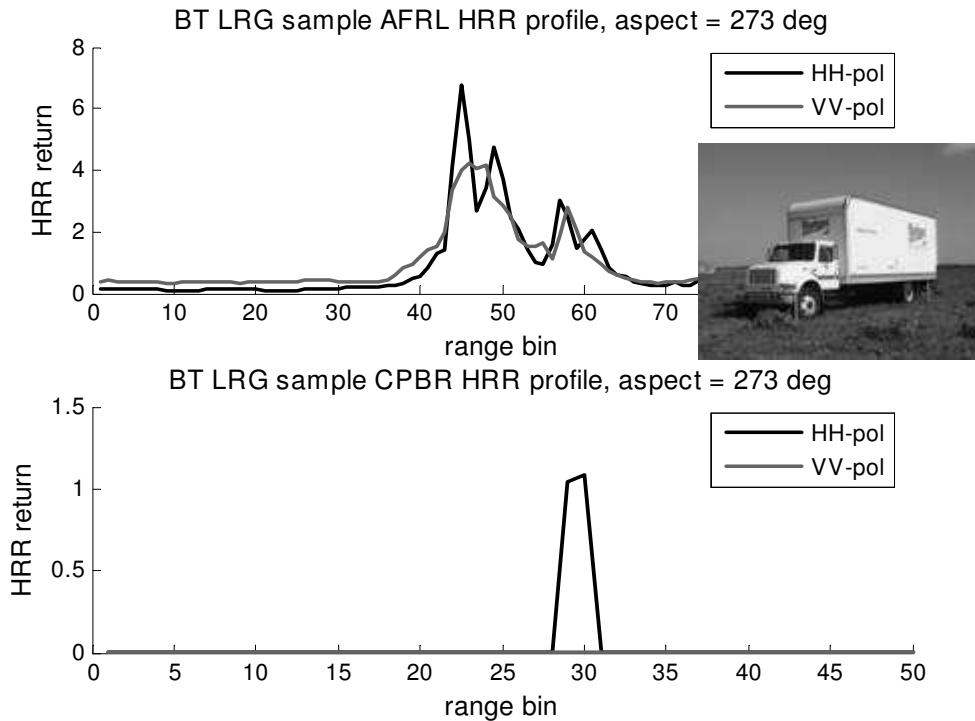 BT LRG sample AFRL HRR profile, aspect = 273 deg
8
6
4
2
0
HRR return
HH-pol
VV-pol
0 10 20 30 40 50 60 70
range bin
BT LRG sample CPBR HRR profile, aspect = 273 deg
1.5
1
0.5
0
HRR return
HH-pol
VV-pol
0 5 10 15 20 25 30 35 40 45 50
range bin